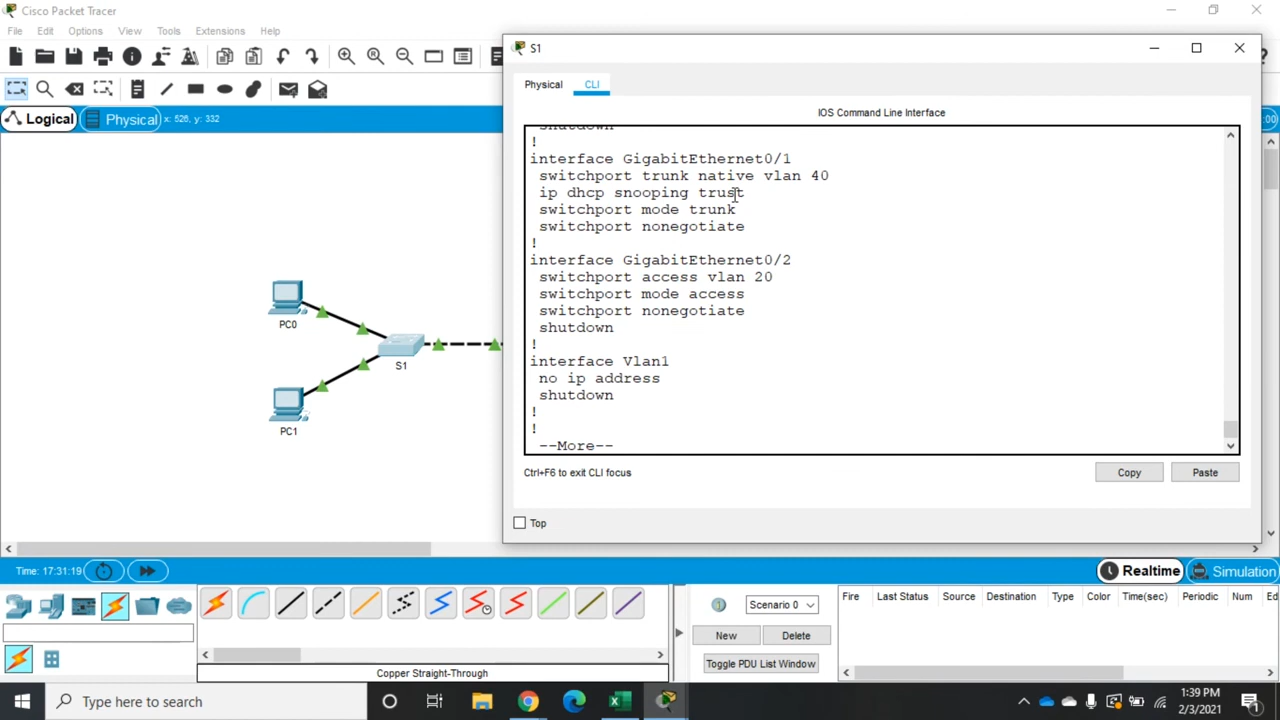 Cisco Packet Tracer
File Edit Options View Tools Extensions Help
Logical Physical x: 526, y: 332
PC0
S1
PC1
S1
Physical CLI
IOS Command Line Interface
shutdown
!
interface GigabitEthernet0/1
switchport trunk native vlan 40
ip dhcp snooping trust
switchport mode trunk
switchport nonegotiate
!
interface GigabitEthernet0/2
switchport access vlan 20
switchport mode access
switchport nonegotiate
shutdown
!
interface Vlan1
no ip address
shutdown
!
!
--More--
Ctrl+F6 to exit CLI focus
Copy Paste
Top
Time: 17:31:19
Realtime Simulation
Scenario 0
New Delete
Toggle PDU List Window
Fire Last Status Source Destination Type Color Time(sec) Periodic Num Ed
Copper Straight-Through
Type here to search
1:39 PM
2/3/2021